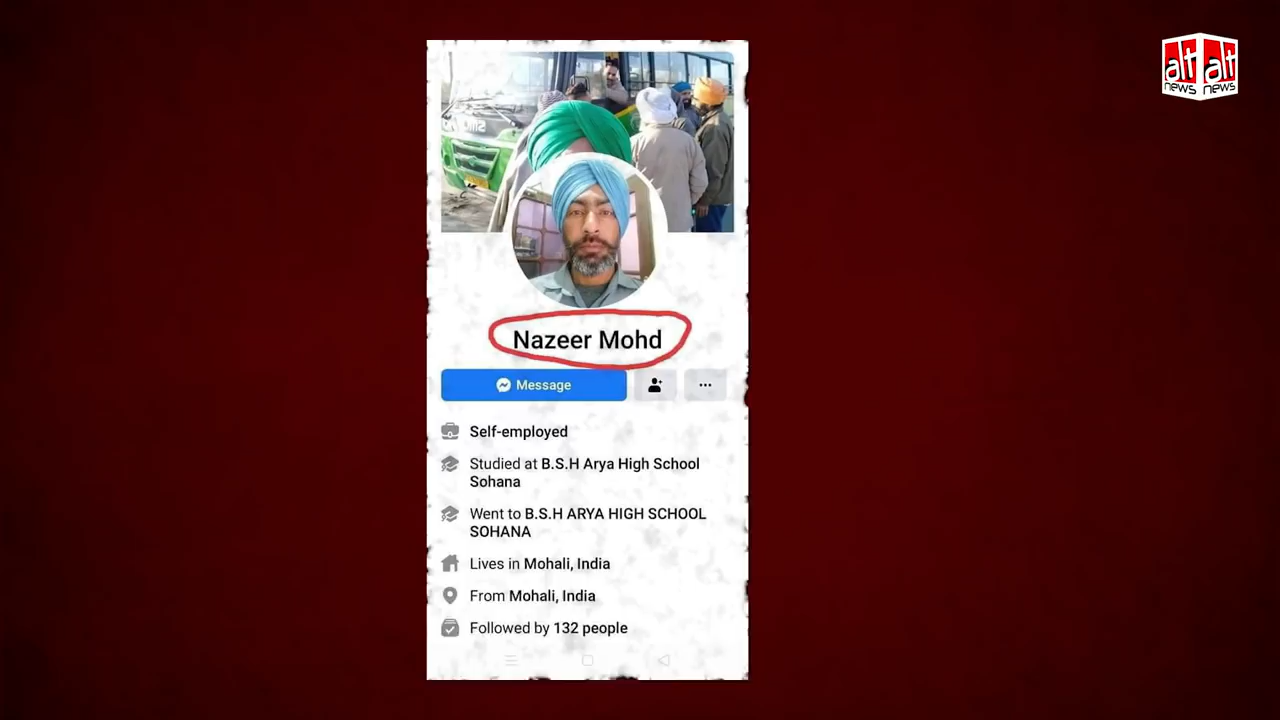 alt alt
news news
Nazeer Mohd
Message
Self-employed
Studied at B.S.H Arya High School
Sohana
Went to B.S.H ARYA HIGH SCHOOL
SOHANA
Lives in Mohali, India
From Mohali, India
Followed by 132 people